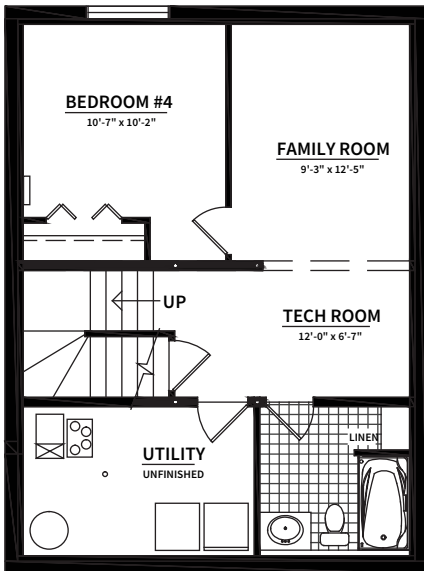 BEDROOM #4
10'-7" x 10'-2"
FAMILY ROOM
9'-3" x 12'-5"
UP
TECH ROOM
12'-0" x 6'-7"
LINEN
UTILITY
UNFINISHED